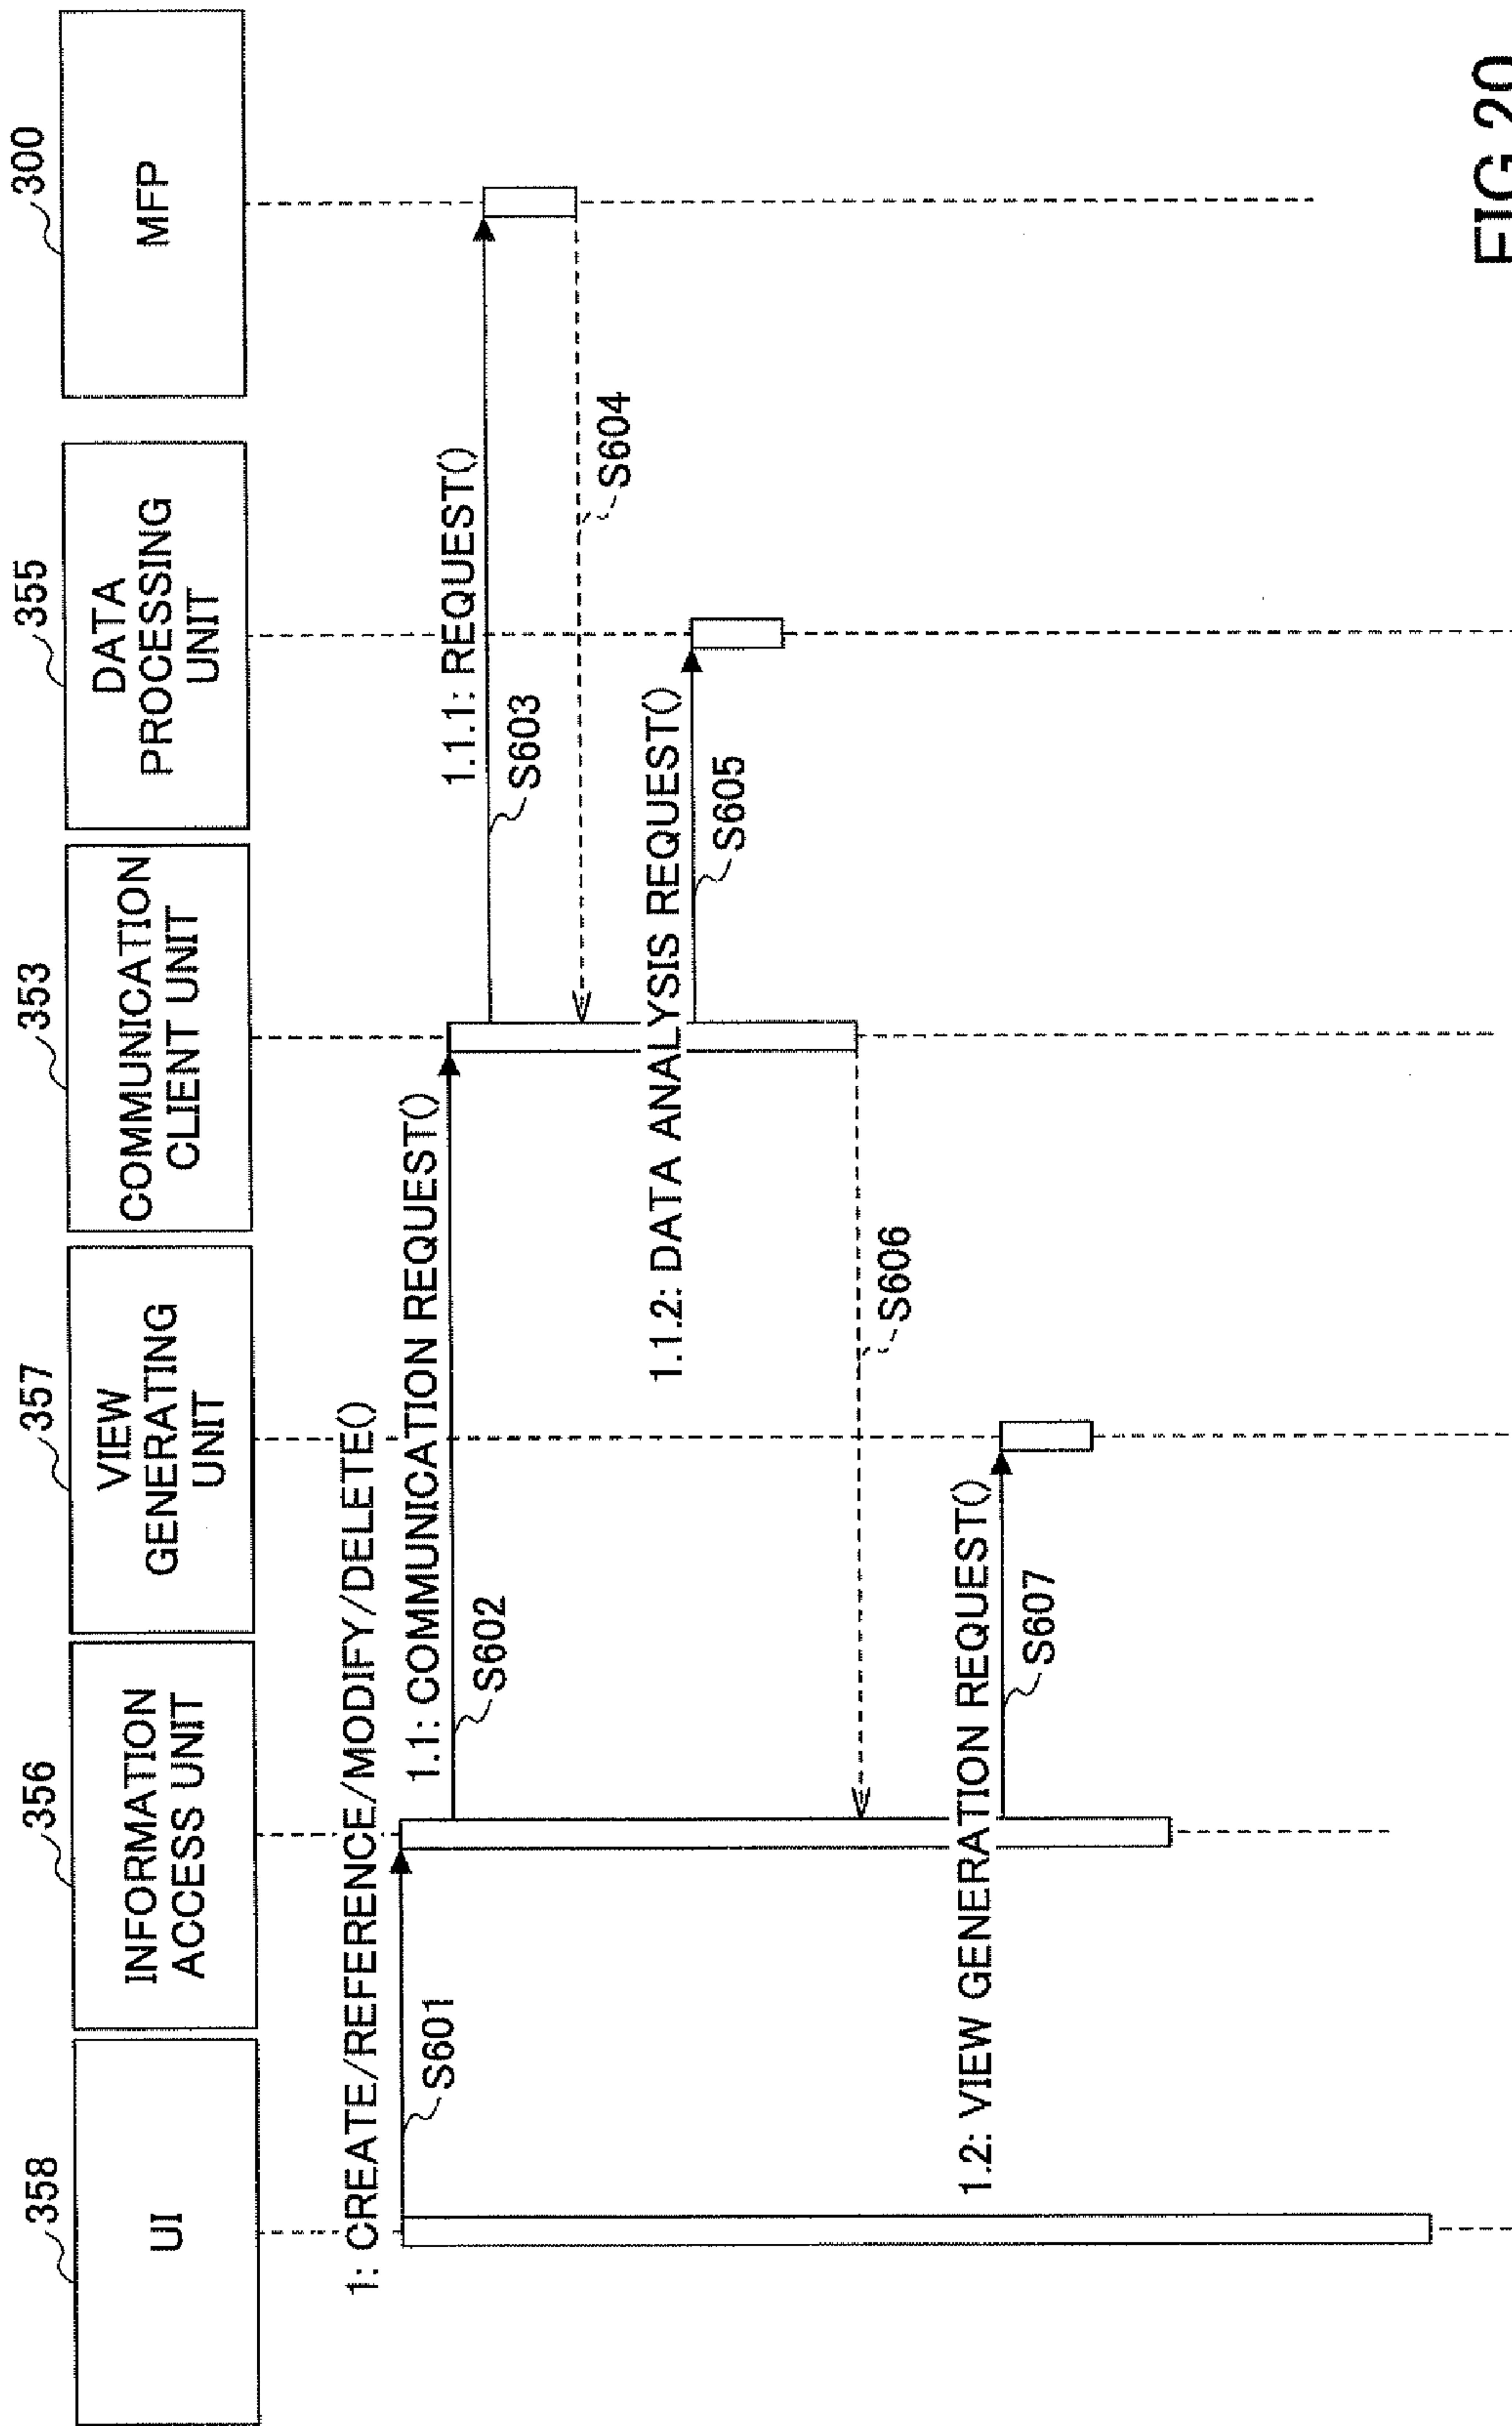 358
UI
356
INFORMATION
ACCESS UNIT
357
VIEW
GENERATING
UNIT
353
COMMUNICATION
CLIENT UNIT
355
DATA
PROCESSING
UNIT
300
MFP
1: CREATE/REFERENCE/MODIFY/DELETE()
S601
1.1: COMMUNICATION REQUEST()
S602
1.1.1: REQUEST()
S603
S604
1.1.2: DATA ANALYSIS REQUEST()
S605
S606
1.2: VIEW GENERATION REQUEST()
S607
FIG.20